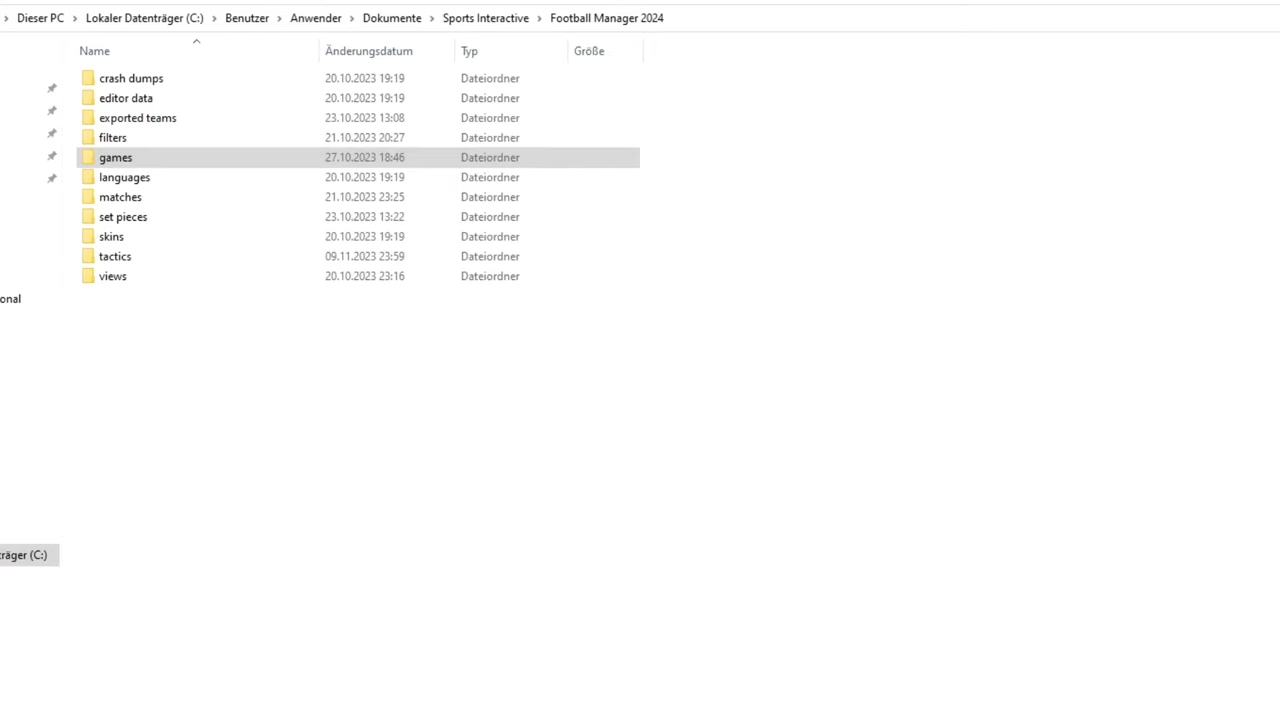 Dieser PC > Lokaler Datenträger (C:) > Benutzer > Anwender > Dokumente > Sports Interactive > Football Manager 2024
Name Änderungsdatum Typ Größe
crash dumps 20.10.2023 19:19 Dateiordner
editor data 20.10.2023 19:19 Dateiordner
exported teams 23.10.2023 13:08 Dateiordner
filters 21.10.2023 20:27 Dateiordner
games 27.10.2023 18:46 Dateiordner
languages 20.10.2023 19:19 Dateiordner
matches 21.10.2023 23:25 Dateiordner
set pieces 23.10.2023 13:22 Dateiordner
skins 20.10.2023 19:19 Dateiordner
tactics 09.11.2023 23:59 Dateiordner
views 20.10.2023 23:16 Dateiordner
onal
träger (C:)